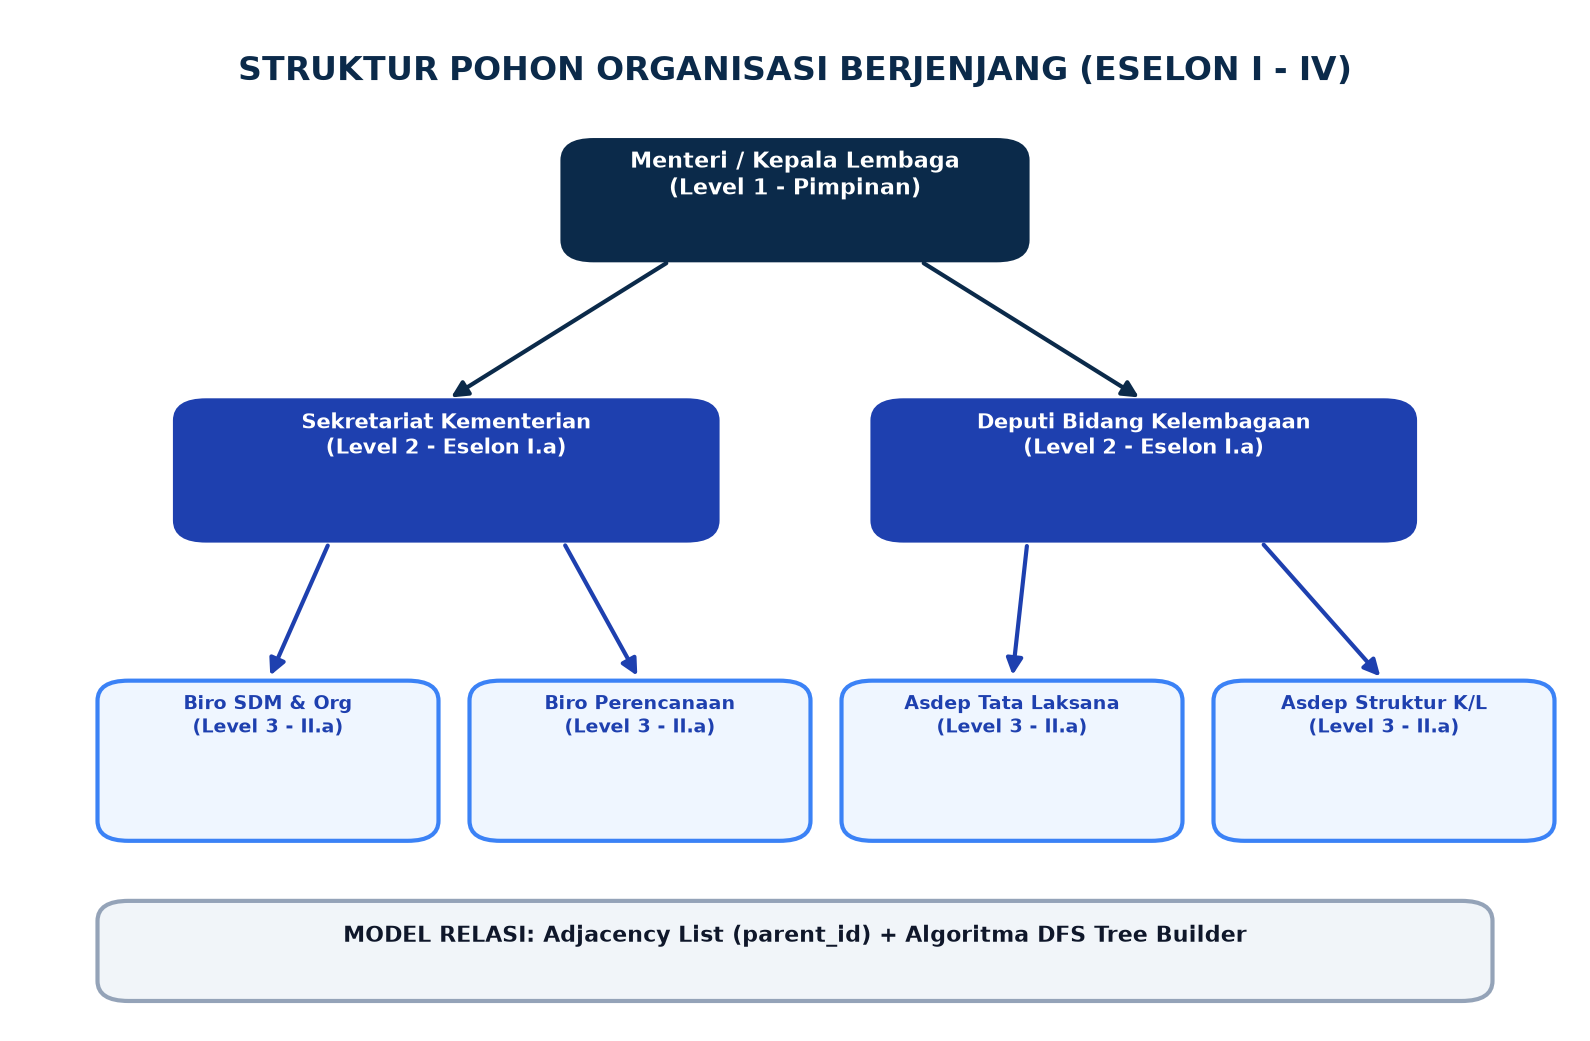 STRUKTUR POHON ORGANISASI BERJENJANG (ESELON I - IV)
Menteri / Kepala Lembaga
(Level 1 - Pimpinan)
Sekretariat Kementerian
(Level 2 - Eselon I.a)
Deputi Bidang Kelembagaan
(Level 2 - Eselon I.a)
Biro SDM & Org
(Level 3 - II.a)
Biro Perencanaan
(Level 3 - II.a)
Asdep Tata Laksana
(Level 3 - II.a)
Asdep Struktur K/L
(Level 3 - II.a)
MODEL RELASI: Adjacency List (parent_id) + Algoritma DFS Tree Builder